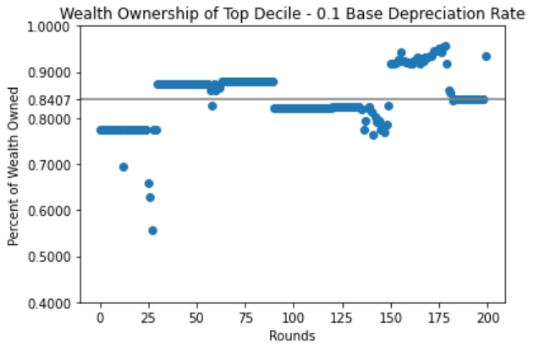 Wealth Ownership of Top Decile - 0.1 Base Depreciation Rate
1.0000
0.9000
0.8407
0.8000
0.7000
0.6000
0.5000
0.4000
Percent of Wealth Owned
0 25 50 75 100 125 150 175 200
Rounds